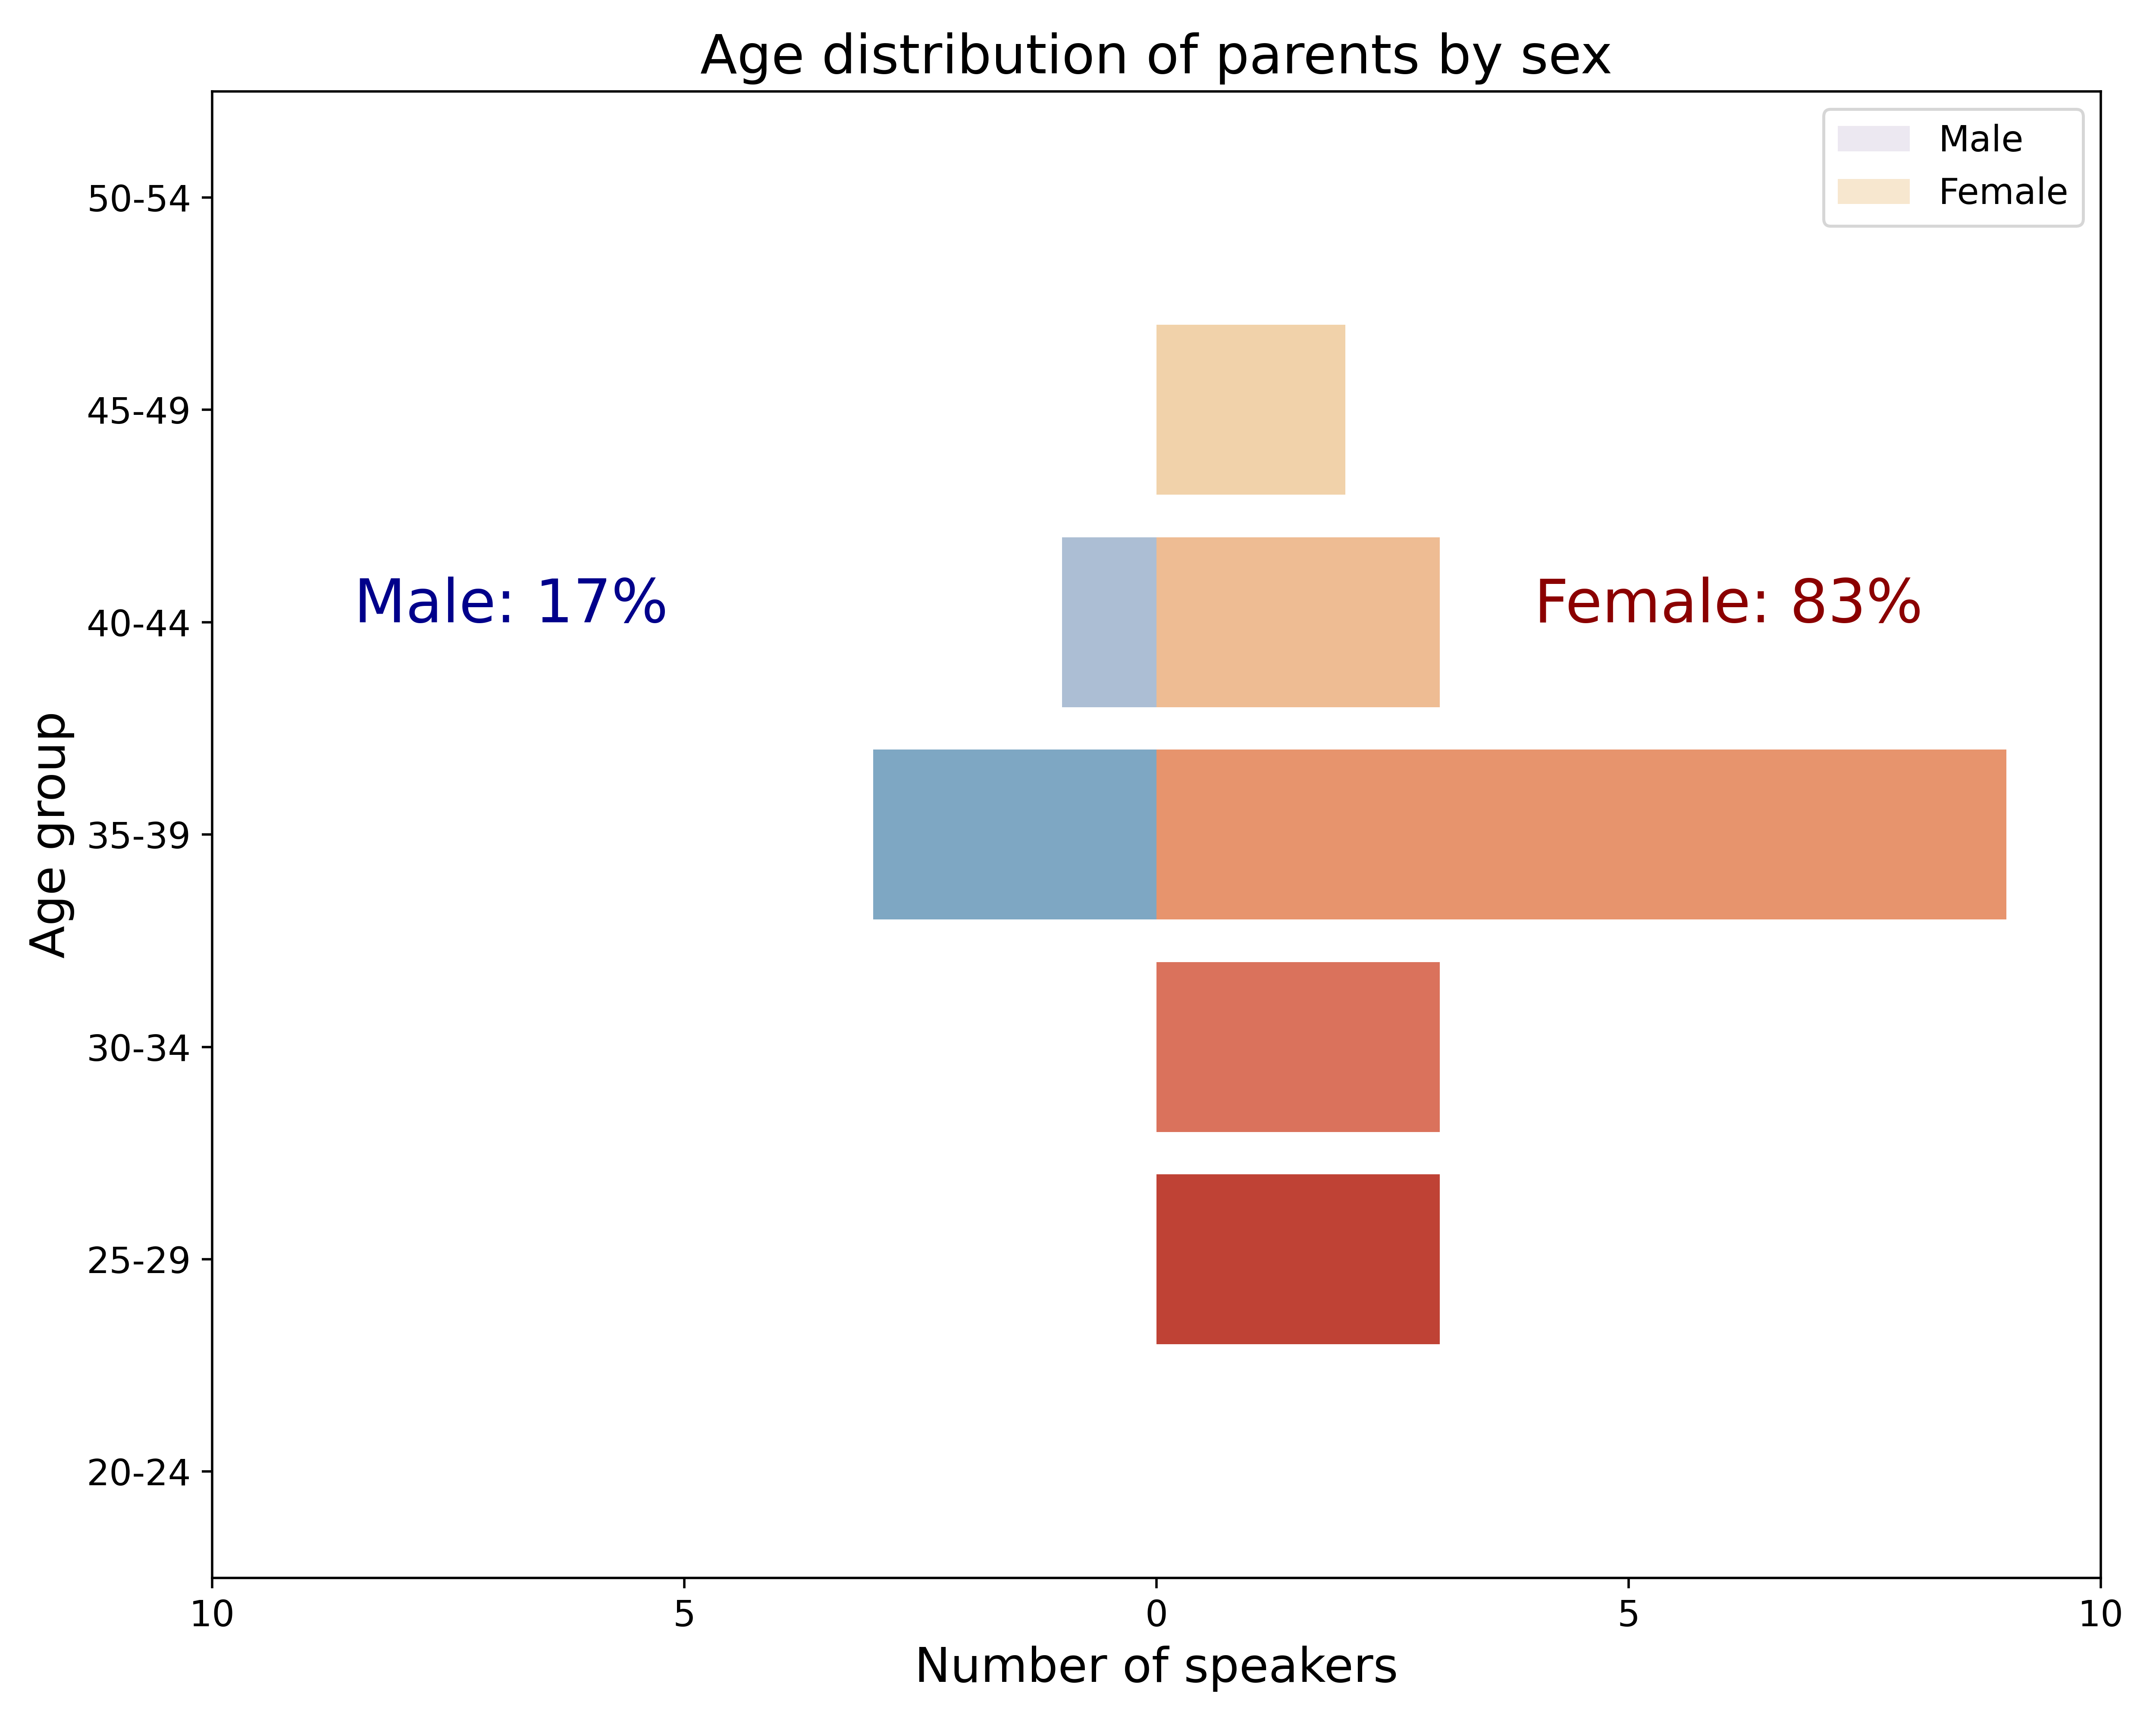 Age distribution of parents by sex
Male
Female
50-54
45-49
40-44
35-39
30-34
25-29
20-24
Male: 17%
Female: 83%
Age group
10
5
0
5
10
Number of speakers